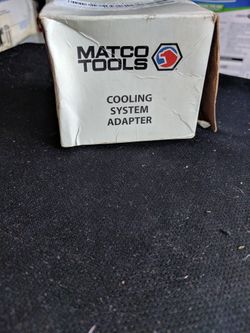 MATCO
TOOLS
COOLING
SYSTEM
ADAPTER